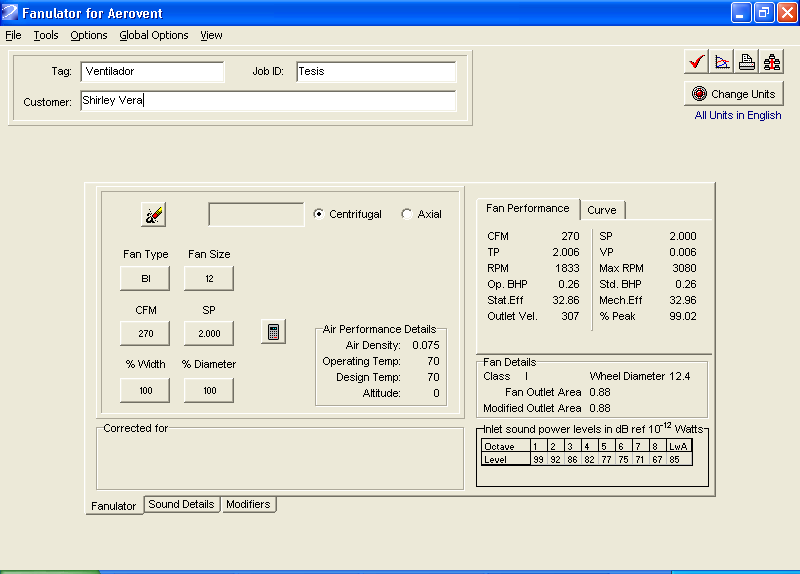 Fanulator for Aerovent
File Tools Options Global Options View
Tag: Ventilador Job ID: Tesis
Customer: Shirley Vera
Change Units
All Units in English
Centrifugal Axial
Fan Type Fan Size
BI 12
CFM SP
270 2.000
% Width % Diameter
100 100
Air Performance Details
Air Density: 0.075
Operating Temp: 70
Design Temp: 70
Altitude: 0
Corrected for
Fan Performance Curve
CFM 270 SP 2.000
TP 2.006 VP 0.006
RPM 1833 Max RPM 3080
Op. BHP 0.26 Std. BHP 0.26
Stat.Eff 32.86 Mech.Eff 32.96
Outlet Vel. 307 % Peak 99.02
Fan Details
Class I Wheel Diameter 12.4
Fan Outlet Area 0.88
Modified Outlet Area 0.88
Inlet sound power levels in dB ref 10⁻¹² Watts
Octave 1 2 3 4 5 6 7 8 LwA
Level 99 92 86 82 77 75 71 67 85
Fanulator Sound Details Modifiers